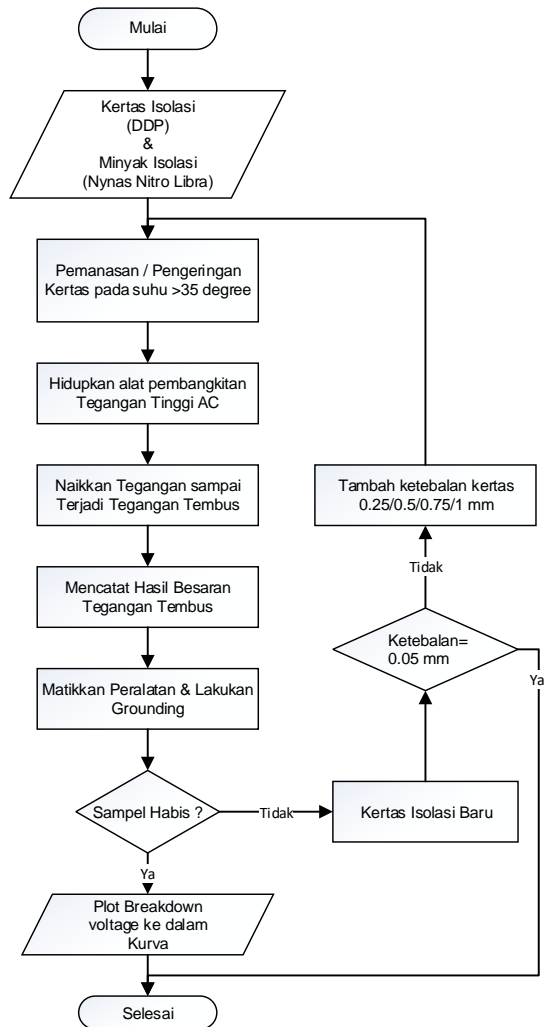 Mulai
Kertas Isolasi
(DDP)
&
Minyak Isolasi
(Nynas Nitro Libra)
Pemanasan / Pengeringan
Kertas pada suhu >35 degree
Hidupkan alat pembangkitan
Tegangan Tinggi AC
Naikkan Tegangan sampai
Terjadi Tegangan Tembus
Mencatat Hasil Besaran
Tegangan Tembus
Matikkan Peralatan & Lakukan
Grounding
Sampel Habis ?
Tidak
Kertas Isolasi Baru
Ketebalan=
0.05 mm
Tidak
Ya
Tambah ketebalan kertas
0.25/0.5/0.75/1 mm
Ya
Plot Breakdown
voltage ke dalam
Kurva
Selesai